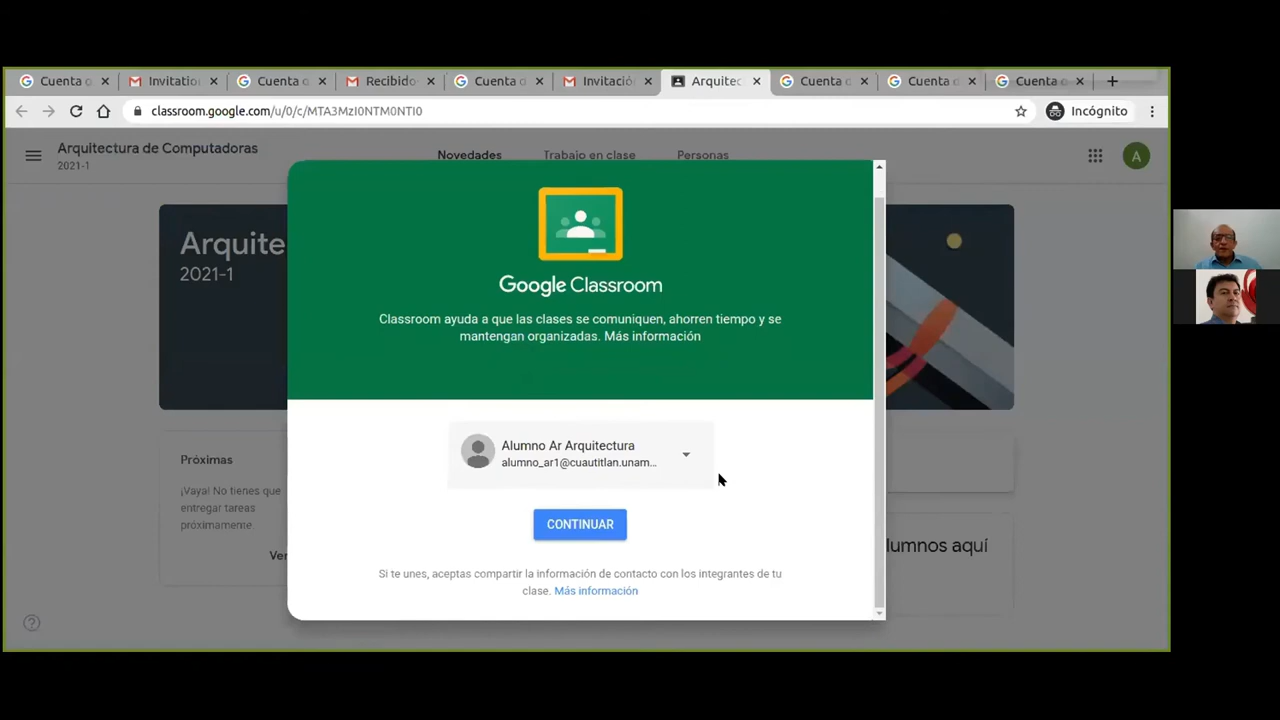 Cuenta o
Invitation
Cuenta o
Recibido
Cuenta o
Invitació
Arquitec
Cuenta o
Cuenta d
Cuenta o
classroom.google.com/u/0/c/MTA3MzI0NTM0NTI0
Incógnito
Arquitectura de Computadoras
2021-1
Novedades
Trabajo en clase
Personas
A
Arquite
2021-1
Google Classroom
Classroom ayuda a que las clases se comuniquen, ahorren tiempo y se
mantengan organizadas. Más información
Próximas
¡Vaya! No tienes que
entregar tareas
próximamente.
Ver
Alumno Ar Arquitectura
alumno_ar1@cuautitlan.unam...
CONTINUAR
lumnos aquí
Si te unes, aceptas compartir la información de contacto con los integrantes de tu
clase. Más información